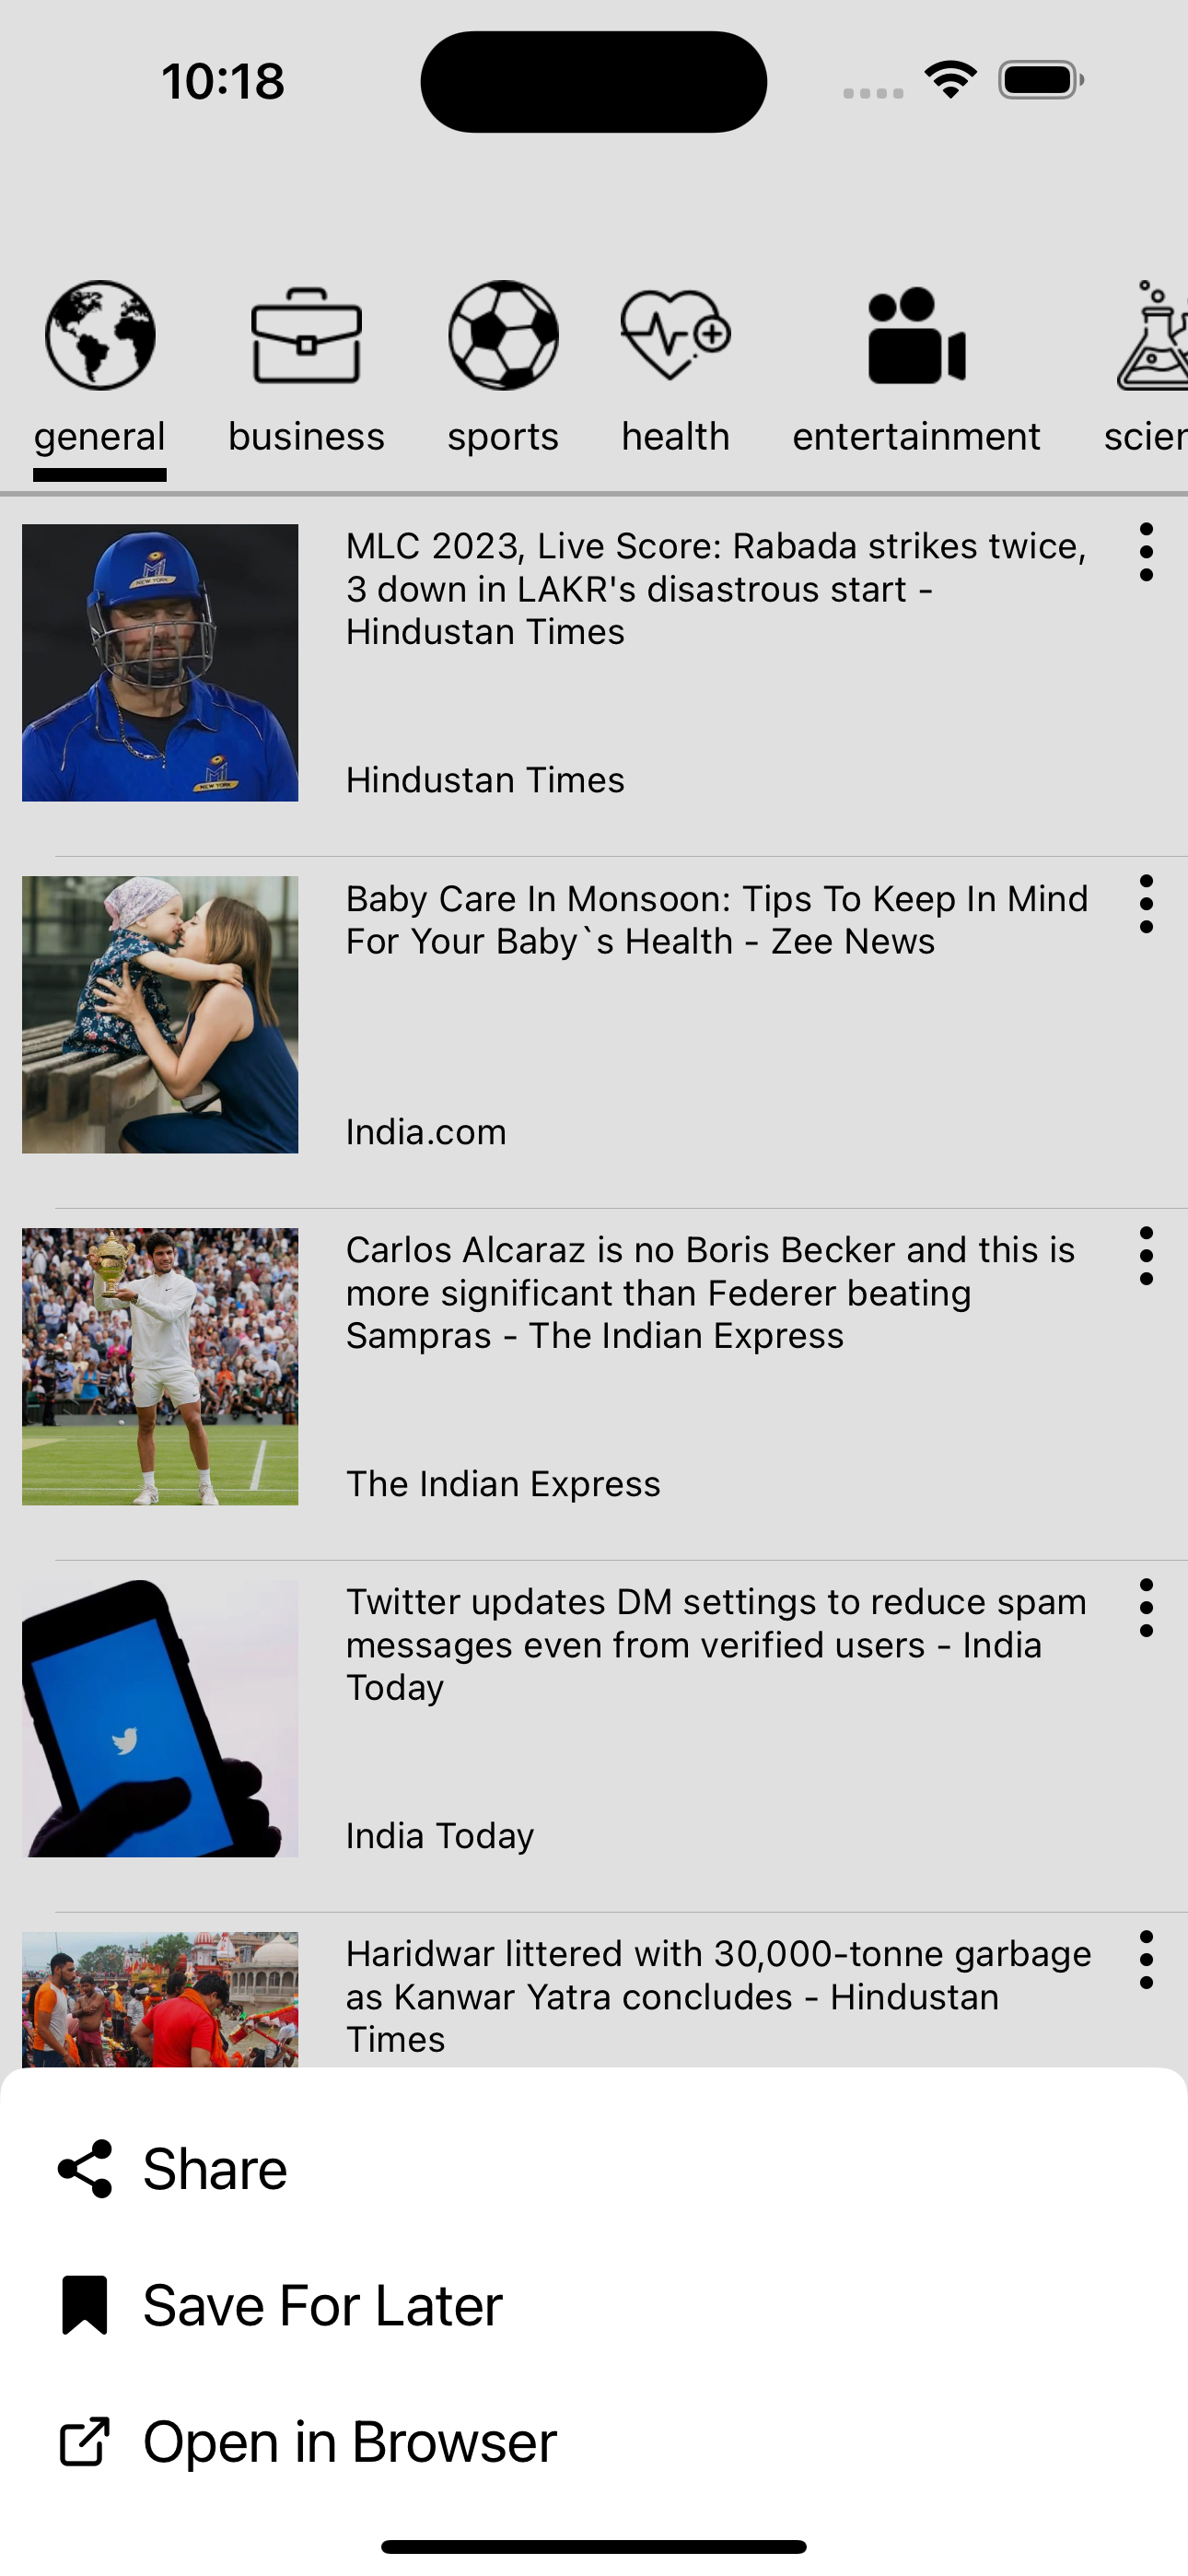 10:18
general
business
sports
health
entertainment
MLC 2023, Live Score: Rabada strikes twice,
3 down in LAKR's disastrous start -
Hindustan Times
NEW YORK
NEW YORK
Hindustan Times
Baby Care In Monsoon: Tips To Keep In Mind
For Your Baby`s Health - Zee News
India.com
Carlos Alcaraz is no Boris Becker and this is
more significant than Federer beating
Sampras - The Indian Express
The Indian Express
Twitter updates DM settings to reduce spam
messages even from verified users - India
Today
India Today
Haridwar littered with 30,000-tonne garbage
as Kanwar Yatra concludes - Hindustan
Times
Share
Save For Later
Open in Browser